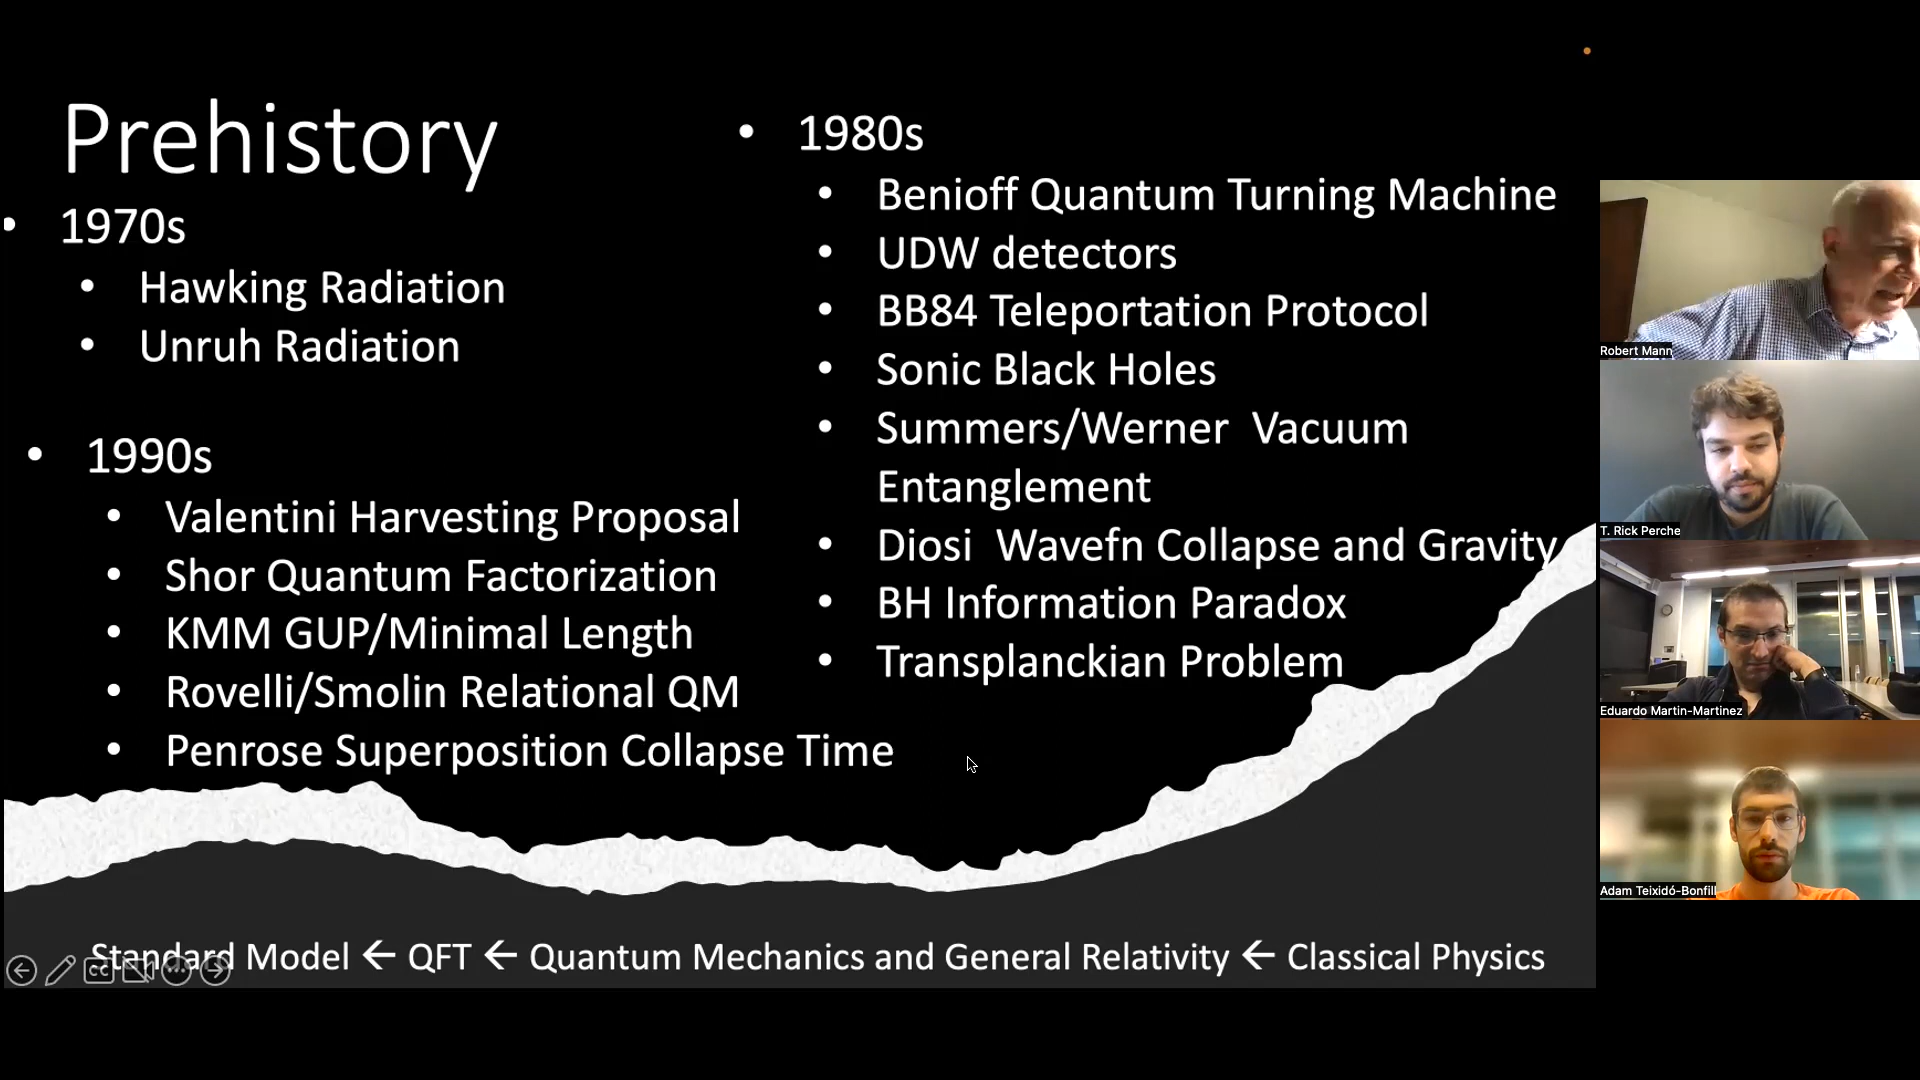 Prehistory
• 1970s
• Hawking Radiation
• Unruh Radiation
• 1990s
• Valentini Harvesting Proposal
• Shor Quantum Factorization
• KMM GUP/Minimal Length
• Rovelli/Smolin Relational QM
• Penrose Superposition Collapse Time
• 1980s
• Benioff Quantum Turning Machine
• UDW detectors
• BB84 Teleportation Protocol
• Sonic Black Holes
• Summers/Werner Vacuum
Entanglement
• Diosi Wavefn Collapse and Gravity
• BH Information Paradox
• Transplanckian Problem
Standard Model ← QFT ← Quantum Mechanics and General Relativity ← Classical Physics
CC
Robert Mann
T. Rick Perche
Eduardo Martin-Martinez
Adam Teixidó-Bonfill